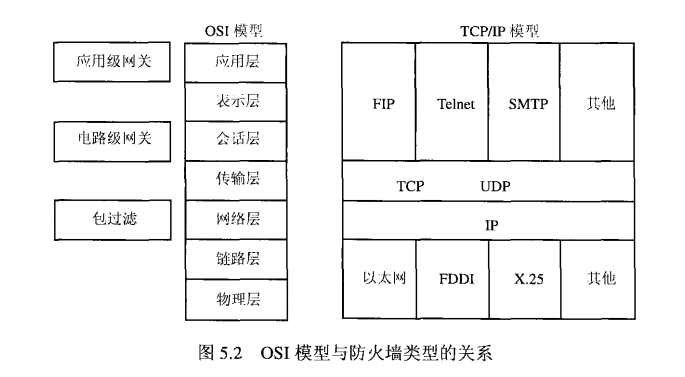 OSI 模型 TCP/IP 模型
应用级网关 应用层
表示层
FIP Telnet SMTP 其他
电路级网关 会话层
传输层
TCP UDP
包过滤 网络层
IP
链路层
以太网 FDDI X.25 其他
物理层
图 5.2 OSI 模型与防火墙类型的关系